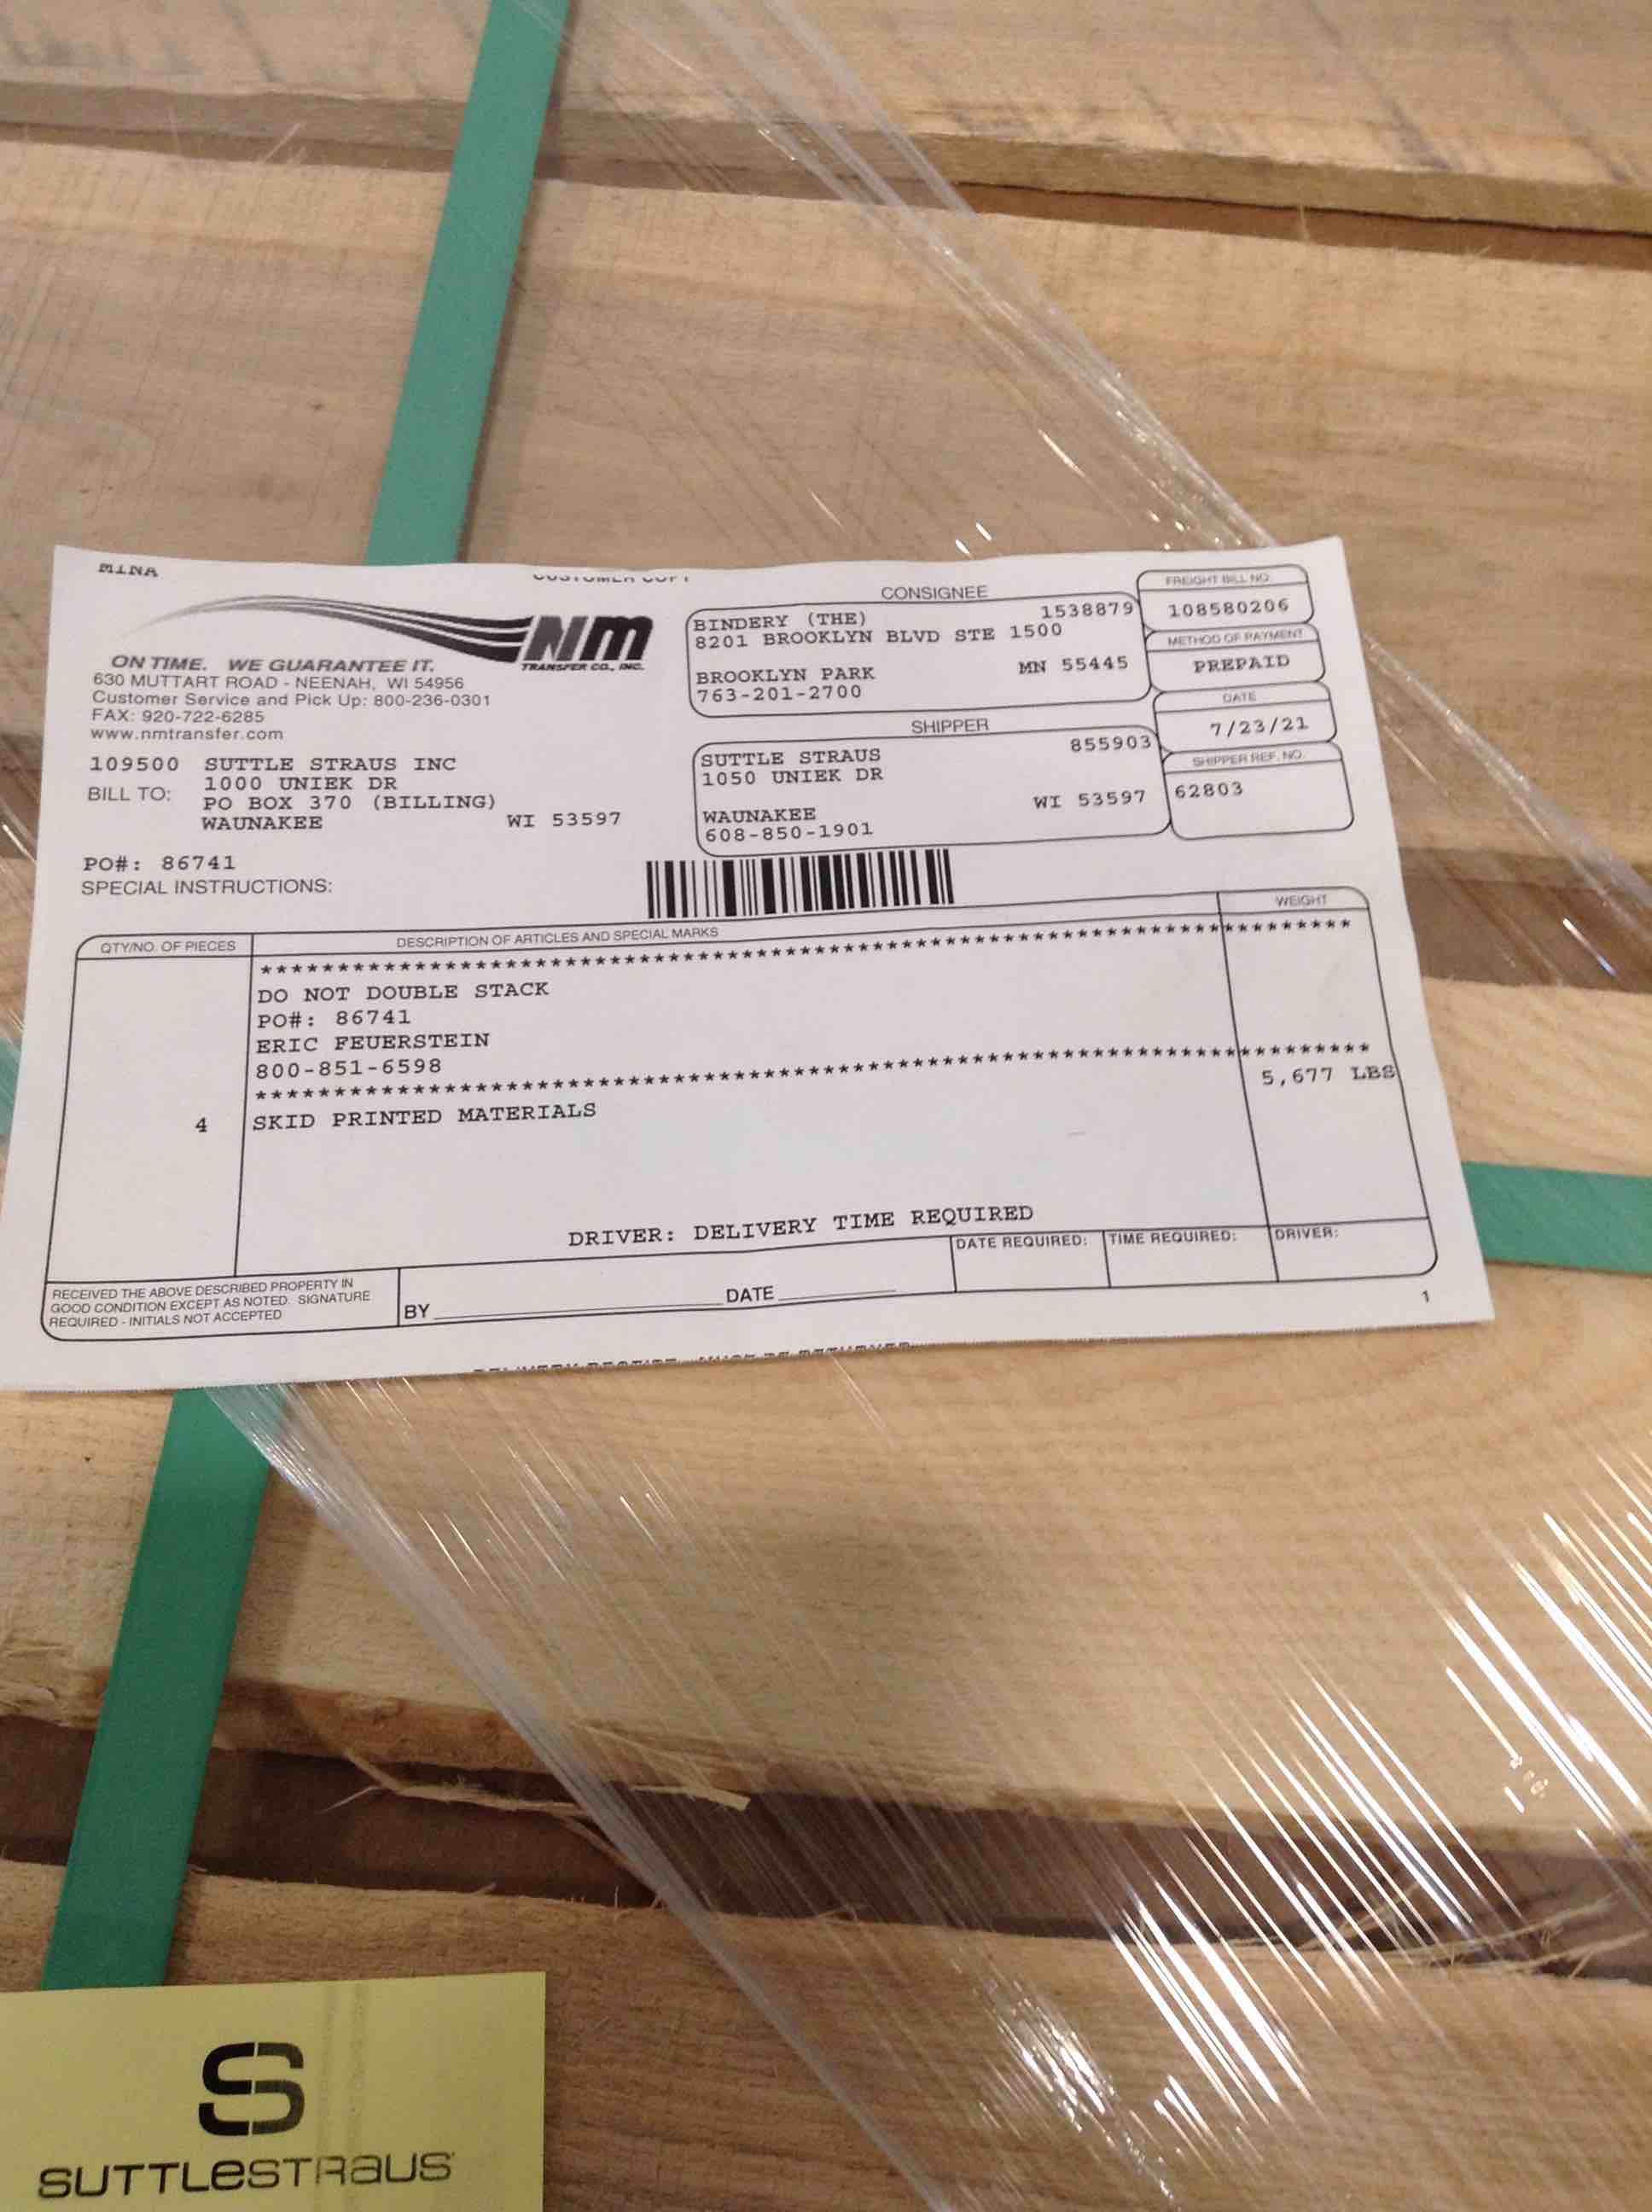 MINA
CUSTOMER COPY
NM
TRANSFER CO., INC.
ON TIME. WE GUARANTEE IT.
630 MUTTART ROAD - NEENAH, WI 54956
Customer Service and Pick Up: 800-236-0301
FAX: 920-722-6285
www.nmtransfer.com
109500 SUTTLE STRAUS INC
1000 UNIEK DR
BILL TO: PO BOX 370 (BILLING)
WAUNAKEE WI 53597
PO#: 86741
SPECIAL INSTRUCTIONS:
CONSIGNEE
BINDERY (THE) 1538879
8201 BROOKLYN BLVD STE 1500
BROOKLYN PARK MN 55445
763-201-2700
SHIPPER
SUTTLE STRAUS 855903
1050 UNIEK DR
WAUNAKEE WI 53597
608-850-1901
FREIGHT BILL NO.
108580206
METHOD OF PAYMENT
PREPAID
DATE
7/23/21
SHIPPER REF. NO.
62803
QTY/NO. OF PIECES DESCRIPTION OF ARTICLES AND SPECIAL MARKS WEIGHT
DO NOT DOUBLE STACK
PO#: 86741
ERIC FEUERSTEIN
800-851-6598
4 SKID PRINTED MATERIALS 5,677 LBS
DRIVER: DELIVERY TIME REQUIRED
RECEIVED THE ABOVE DESCRIBED PROPERTY IN
GOOD CONDITION EXCEPT AS NOTED. SIGNATURE
REQUIRED - INITIALS NOT ACCEPTED
BY DATE
DATE REQUIRED: TIME REQUIRED: DRIVER:
1
S
SUTTLESTRAUS